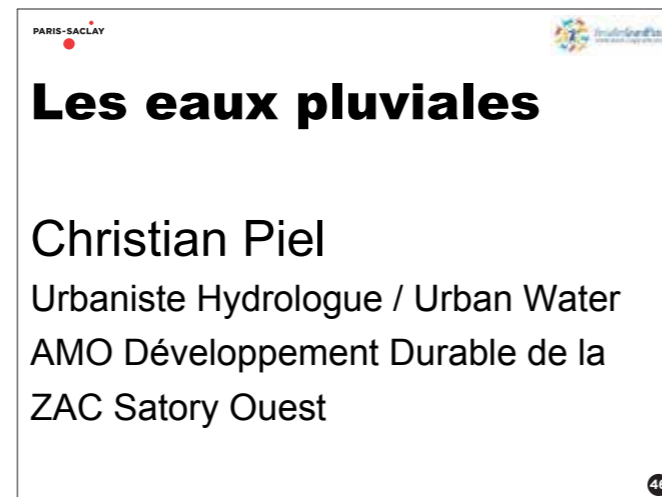 PARIS-SACLAY
Les eaux pluviales
Christian Piel
Urbaniste Hydrologue / Urban Water
AMO Développement Durable de la
ZAC Satory Ouest
46